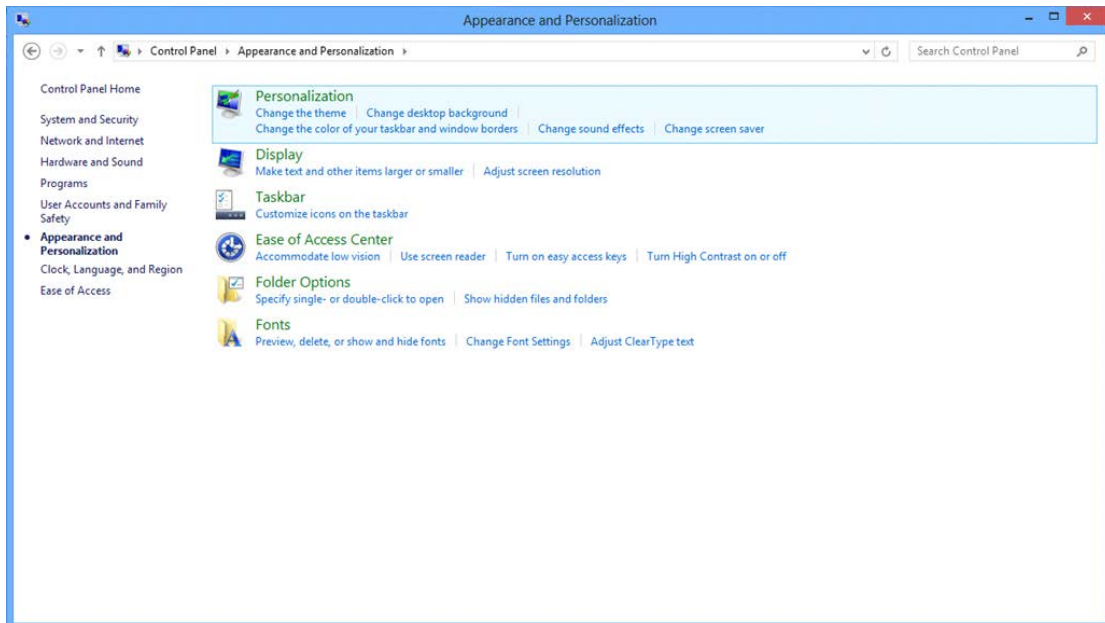 Appearance and Personalization
Control Panel Appearance and Personalization
Search Control Panel
Control Panel Home
System and Security
Network and Internet
Hardware and Sound
Programs
User Accounts and Family
Safety
Appearance and
Personalization
Clock, Language, and Region
Ease of Access
Personalization
Change the theme Change desktop background
Change the color of your taskbar and window borders Change sound effects Change screen saver
Display
Make text and other items larger or smaller Adjust screen resolution
Taskbar
Customize icons on the taskbar
Ease of Access Center
Accommodate low vision Use screen reader Turn on easy access keys Turn High Contrast on or off
Folder Options
Specify single- or double-click to open Show hidden files and folders
Fonts
Preview, delete, or show and hide fonts Change Font Settings Adjust ClearType text